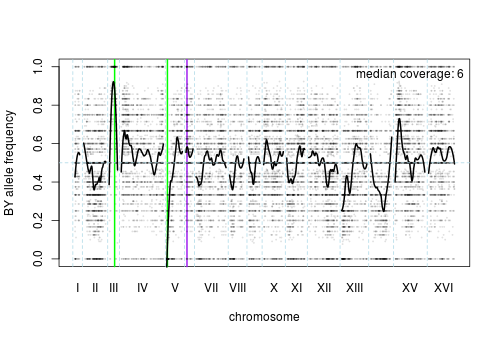 median coverage: 6
BY allele frequency
1.0
0.8
0.6
0.4
0.2
0.0
I II III IV V VII VIII X XI XII XIII XV XVI
chromosome